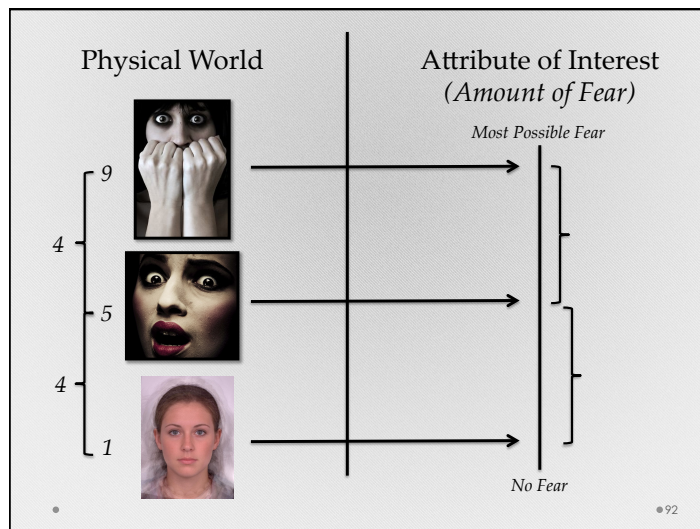 Physical World
Attribute of Interest
(Amount of Fear)
Most Possible Fear
9
4
5
4
1
No Fear
92